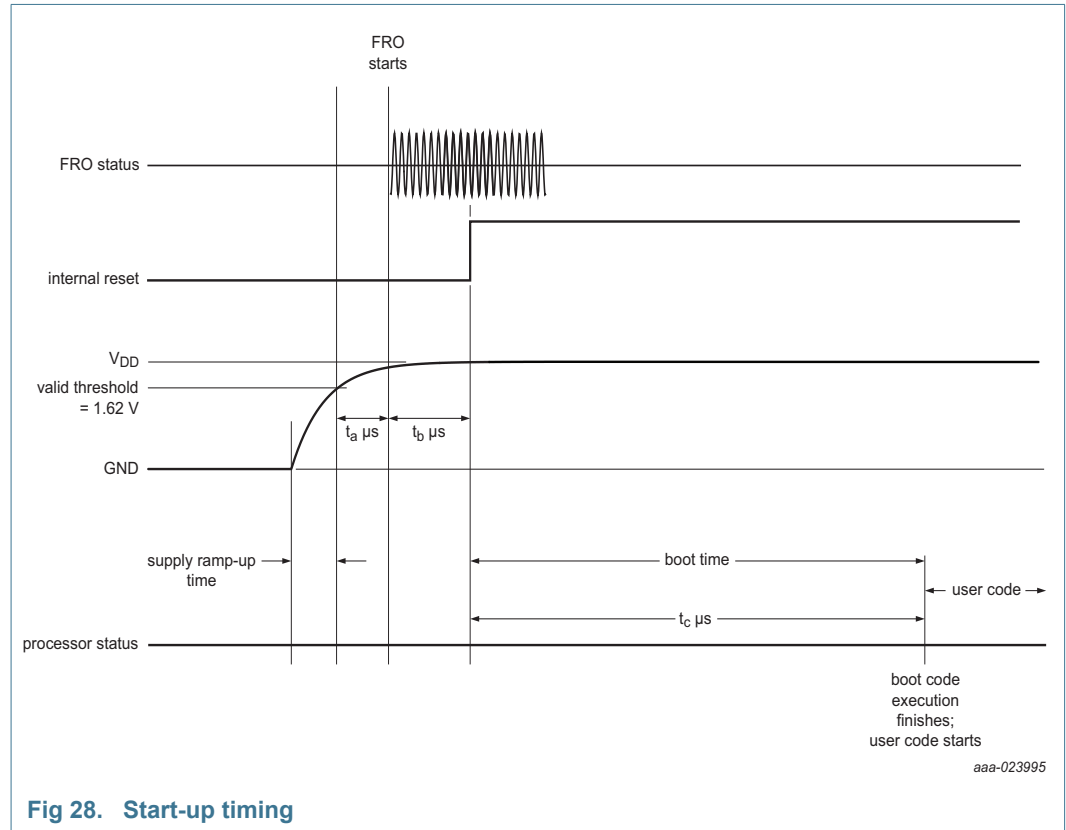 FRO
starts
FRO status
internal reset
VDD
valid threshold
= 1.62 V
ta μs
tb μs
GND
supply ramp-up
time
boot time
user code
tc μs
processor status
boot code
execution
finishes;
user code starts
aaa-023995
Fig 28. Start-up timing